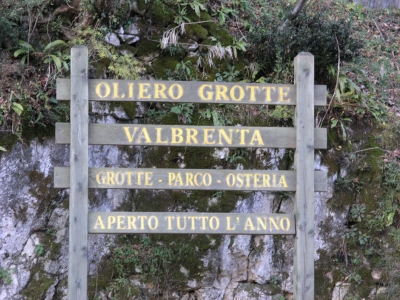 OLIERO GROTTE
VALBRENTA
GROTTE - PARCO - OSTERIA
APERTO TUTTO L'ANNO